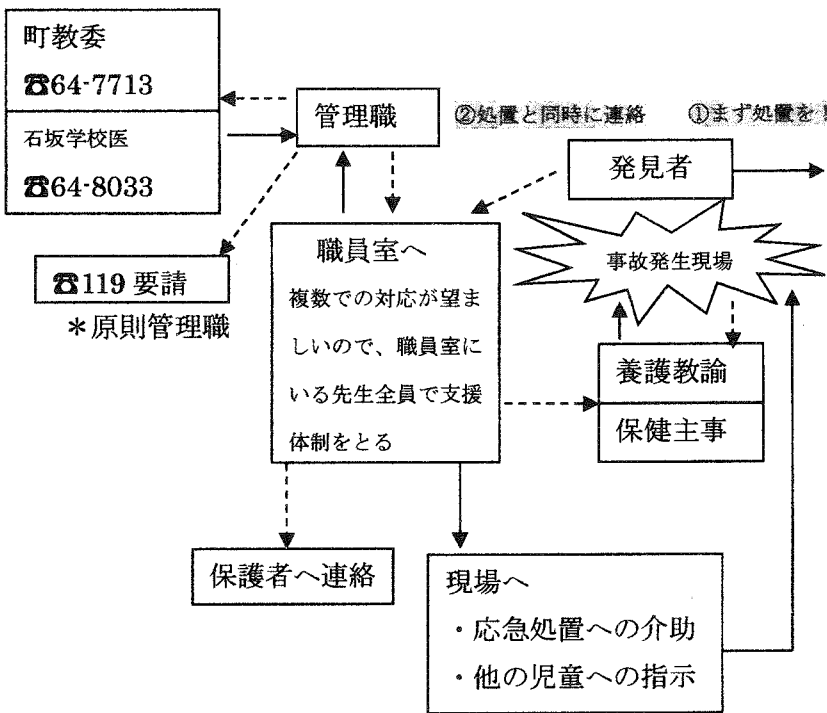 町教委
☎64-7713
石坂学校医
☎64-8033
管理職
②処置と同時に連絡 ①まず処置を
発見者
☎119 要請
＊原則管理職
職員室へ
複数での対応が望ま
しいので、職員室に
いる先生全員で支援
体制をとる
事故発生現場
養護教諭
保健主事
保護者へ連絡
現場へ
・応急処置への介助
・他の児童への指示